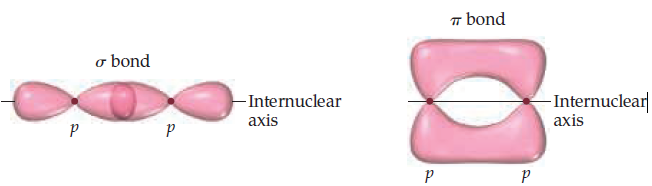 σ bond
p
p
Internuclear
axis
π bond
Internuclear
axis
p
p